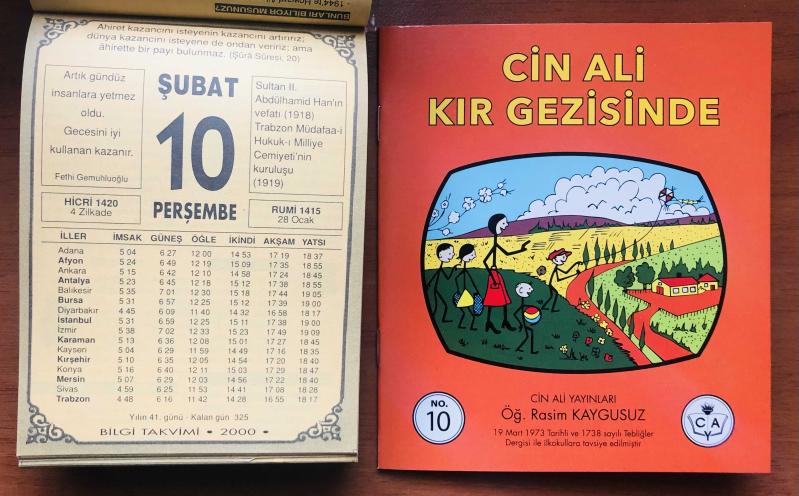 BUNLARI BİLİYOR MUSUNUZ?
Ahiret kazancını isteyenin kazancını artırırız;
dünya kazancını isteyene de ondan veririz; ama
âhirette bir payı bulunmaz. (Şûrâ Sûresi, 20)
Artık gündüz
insanlara yetmez
oldu.
Gecesini iyi
kullanan kazanır.
Fethi Gemuhluoğlu
ŞUBAT
10
PERŞEMBE
Sultan II.
Abdülhamid Han'ın
vefatı (1918)
Trabzon Müdafaa-i
Hukuk-ı Milliye
Cemiyeti'nin
kuruluşu
(1919)
HİCRİ 1420
4 Zilkade
RUMİ 1415
28 Ocak
İLLER İMSAK GÜNEŞ ÖĞLE İKİNDİ AKŞAM YATSI
Adana 5 04 6 27 12 00 14 53 17 19 18 37
Afyon 5 24 6 49 12 19 15 09 17 35 18 55
Ankara 5 15 6 42 12 10 14 58 17 24 18 45
Antalya 5 23 6 45 12 18 15 12 17 38 18 55
Balıkesir 5 35 7 01 12 30 15 18 17 44 19 05
Bursa 5 31 6 57 12 25 15 12 17 39 19 00
Diyarbakır 4 45 6 09 11 40 14 32 16 58 18 17
İstanbul 5 31 6 59 12 25 15 11 17 38 19 00
İzmir 5 38 7 02 12 33 15 23 17 49 19 09
Karaman 5 13 6 36 12 08 15 01 17 27 18 45
Kayseri 5 04 6 29 11 59 14 49 17 16 18 35
Kırşehir 5 10 6 35 12 05 14 54 17 20 18 40
Konya 5 16 6 40 12 11 15 03 17 29 18 47
Mersin 5 07 6 29 12 03 14 56 17 22 18 40
Sivas 4 59 6 25 11 53 14 41 17 08 18 28
Trabzon 4 48 6 16 11 42 14 28 16 55 18 17
Yılın 41. günü - Kalan gün 325
BİLGİ TAKVİMİ • 2000 •
CİN ALİ
KIR GEZİSİNDE
NO.
10
CİN ALİ YAYINLARI
Öğ. Rasim KAYGUSUZ
19 Mart 1973 Tarihli ve 1738 sayılı Tebliğler
Dergisi ile ilkokullara tavsiye edilmiştir
C A
Y